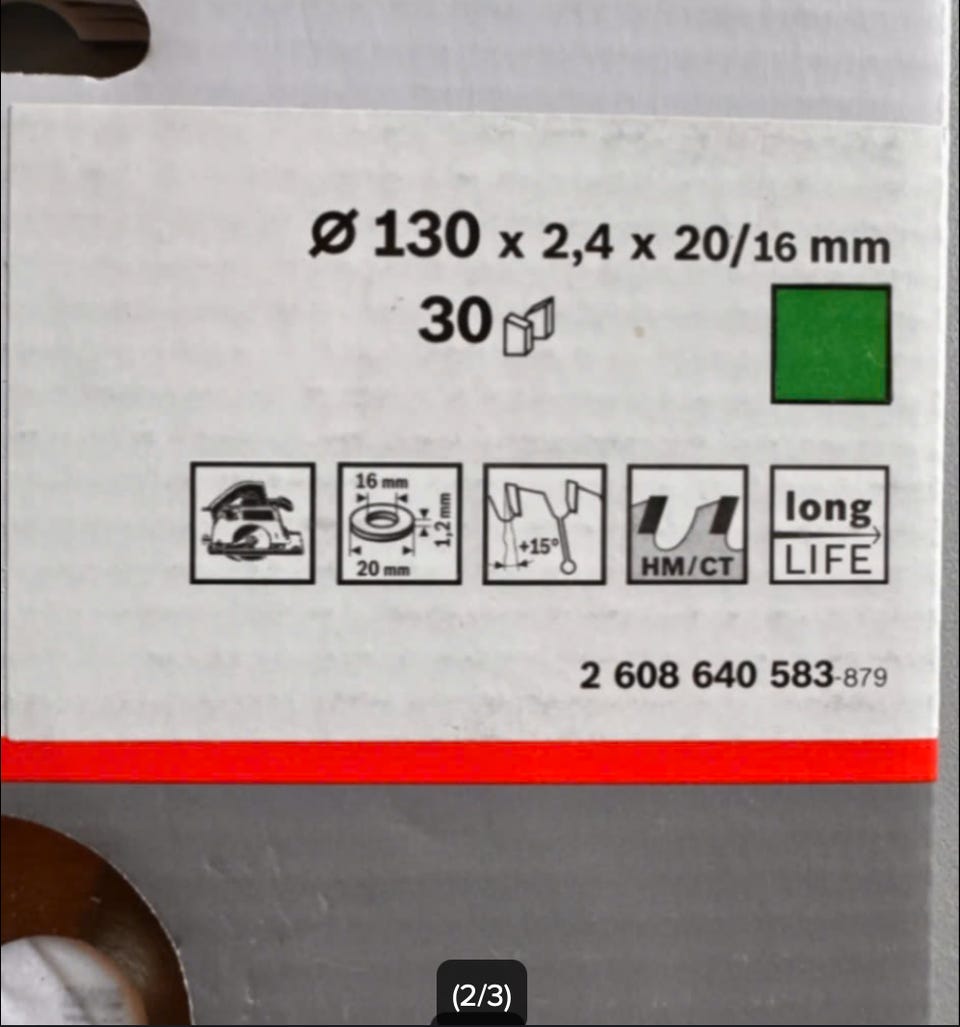 Ø 130 x 2,4 x 20/16 mm
30
16 mm
1,2 mm
20 mm
+15°
HM/CT
long
LIFE
2 608 640 583-879
(2/3)